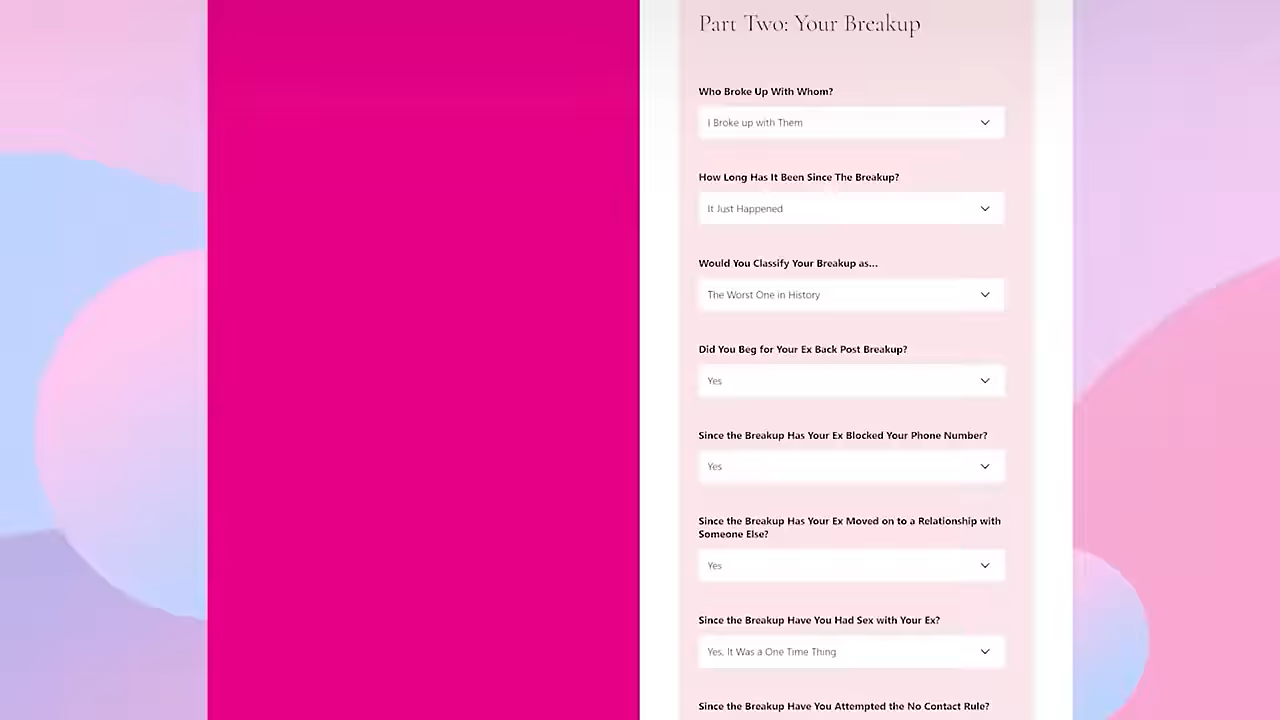 Part Two: Your Breakup
Who Broke Up With Whom?
I Broke up with Them
How Long Has It Been Since The Breakup?
It Just Happened
Would You Classify Your Breakup as...
The Worst One in History
Did You Beg for Your Ex Back Post Breakup?
Yes
Since the Breakup Has Your Ex Blocked Your Phone Number?
Yes
Since the Breakup Has Your Ex Moved on to a Relationship with
Someone Else?
Yes
Since the Breakup Have You Had Sex with Your Ex?
Yes, It Was a One Time Thing
Since the Breakup Have You Attempted the No Contact Rule?